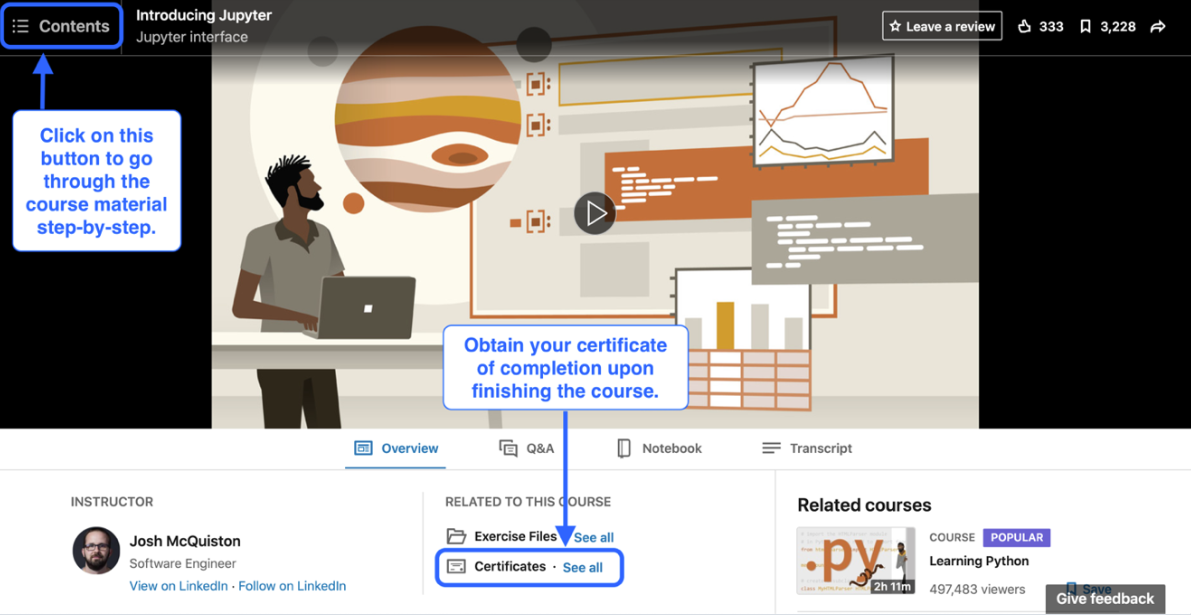 Contents
Introducing Jupyter
Jupyter interface
Leave a review
333
3,228
Click on this
button to go
through the
course material
step-by-step.
Obtain your certificate
of completion upon
finishing the course.
Overview
Q&A
Notebook
Transcript
INSTRUCTOR
Josh McQuiston
Software Engineer
View on LinkedIn · Follow on LinkedIn
RELATED TO THIS COURSE
Exercise Files See all
Certificates · See all
Related courses
.py
2h 11m
COURSE POPULAR
Learning Python
497,483 viewers
Save
Give feedback